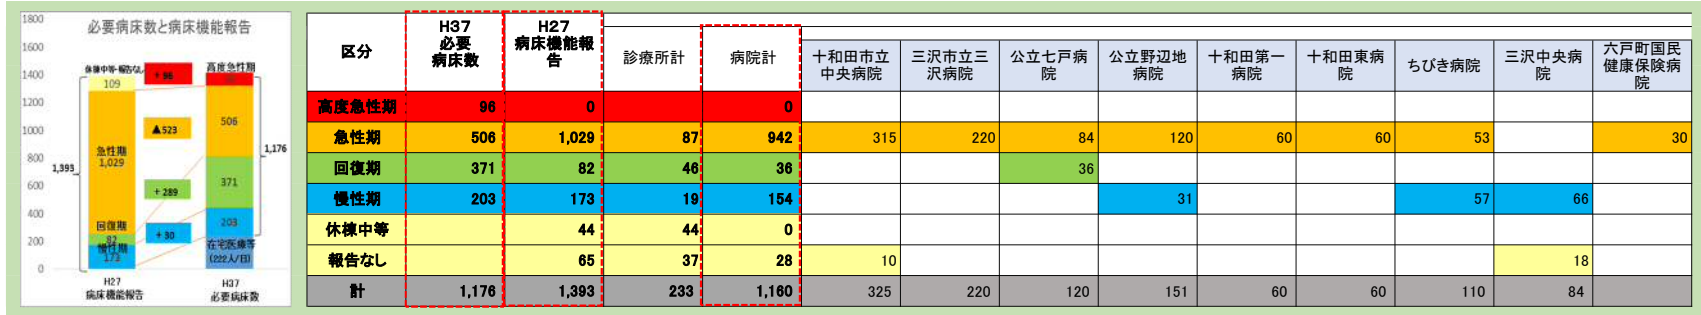 必要病床数と病床機能報告
1800
1600
1400
1200
1000
800
600
400
200
0
休棟中等・報告なし
109
急性期
1,029
回復期
82
慢性期
173
1,393
+ 96
▲523
+ 289
+ 30
高度急性期
506
371
203
在宅医療等
(222人/日)
1,176
H27
病床機能報告
H37
必要病床数
区分
H37
必要
病床数
H27
病床機能報
告
診療所計
病院計
十和田市立
中央病院
三沢市立三
沢病院
公立七戸病
院
公立野辺地
病院
十和田第一
病院
十和田東病
院
ちびき病院
三沢中央病
院
六戸町国民
健康保険病
院
高度急性期 96 0 0
急性期 506 1,029 87 942 315 220 84 120 60 60 53 30
回復期 371 82 46 36 36
慢性期 203 173 19 154 31 57 66
休棟中等 44 44 0
報告なし 65 37 28 10 18
計 1,176 1,393 233 1,160 325 220 120 151 60 60 110 84